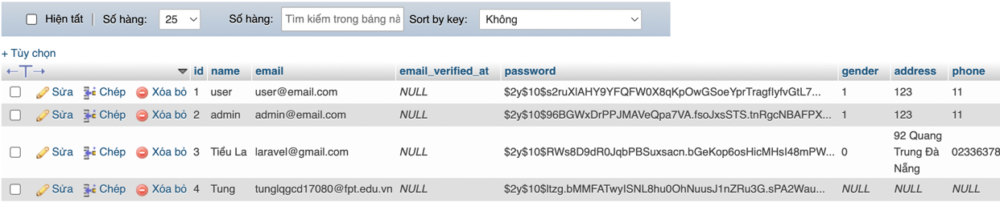 Hiện tất | Số hàng: 25 Số hàng: Tìm kiếm trong bảng nà Sort by key: Không
+ Tùy chọn
←T→ id name email email_verified_at password gender address phone
Sửa Chép Xóa bỏ 1 user user@email.com NULL $2y$10$s2ruXlAHY9YFQFW0X8qKpOwGSoeYprTragflyfvGtL7... 1 123 11
Sửa Chép Xóa bỏ 2 admin admin@email.com NULL $2y$10$96BGWxDrPPJMAVeQpa7VA.fsoJxsSTS.tnRgcNBAFPX... 1 123 11
Sửa Chép Xóa bỏ 3 Tiểu La laravel@gmail.com NULL $2y$10$RWs8D9dR0JqbPBSuxsacn.bGeKop6osHicMHsI48mPW... 0 92 Quang Trung Đà Nẵng 02336378
Sửa Chép Xóa bỏ 4 Tung tunglqgcd17080@fpt.edu.vn NULL $2y$10$ltzg.bMMFATwyISNL8hu0OhNuusJ1nZRu3G.sPA2Wau... NULL NULL NULL